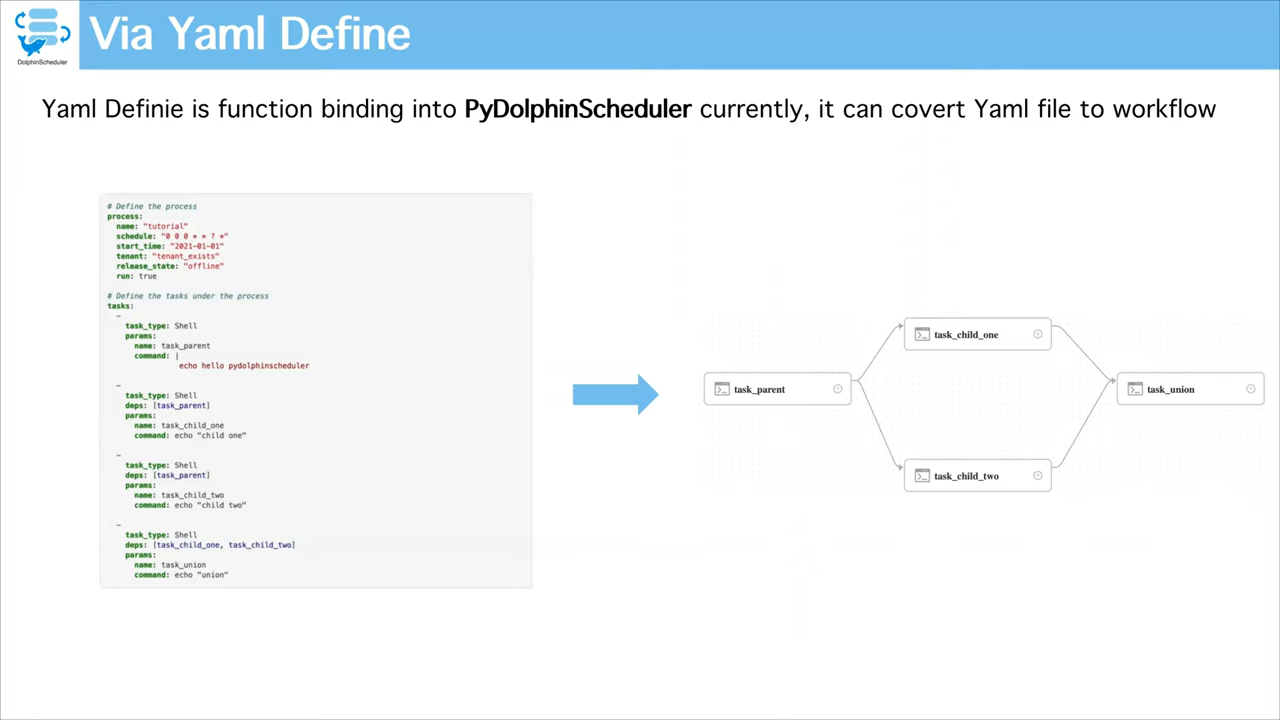 DolphinScheduler
Via Yaml Define
Yaml Definie is function binding into PyDolphinScheduler currently, it can covert Yaml file to workflow
# Define the process
process:
  name: "tutorial"
  schedule: "0 0 0 * * ? *"
  start_time: "2021-01-01"
  tenant: "tenant_exists"
  release_state: "offline"
  run: true
# Define the tasks under the process
tasks:
  -
    task_type: Shell
    params:
      name: task_parent
      command: |
        echo hello pydolphinscheduler
  -
    task_type: Shell
    deps: [task_parent]
    params:
      name: task_child_one
      command: echo "child one"
  -
    task_type: Shell
    deps: [task_parent]
    params:
      name: task_child_two
      command: echo "child two"
  -
    task_type: Shell
    deps: [task_child_one, task_child_two]
    params:
      name: task_union
      command: echo "union"
task_parent
task_child_one
task_child_two
task_union